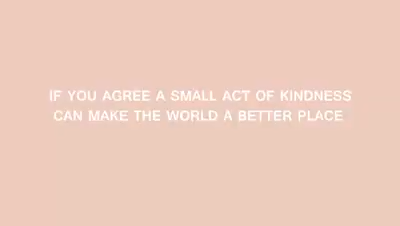 IF YOU AGREE A SMALL ACT OF KINDNESS
CAN MAKE THE WORLD A BETTER PLACE